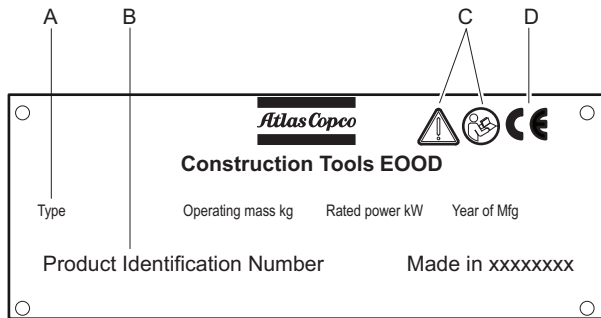 A B C D
Atlas Copco
Construction Tools EOOD
Type Operating mass kg Rated power kW Year of Mfg
Product Identification Number Made in xxxxxxxx